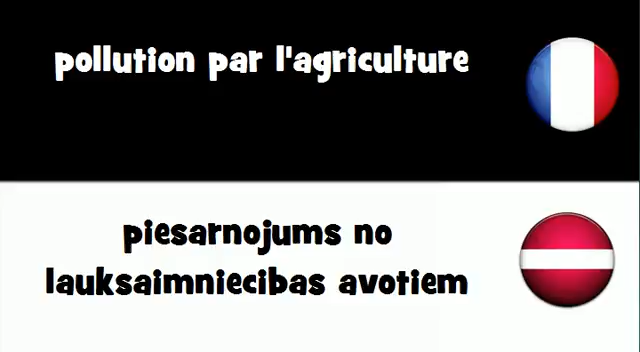 pollution par l'agriculture
piesarnojums no
lauksaimniecibas avotiem